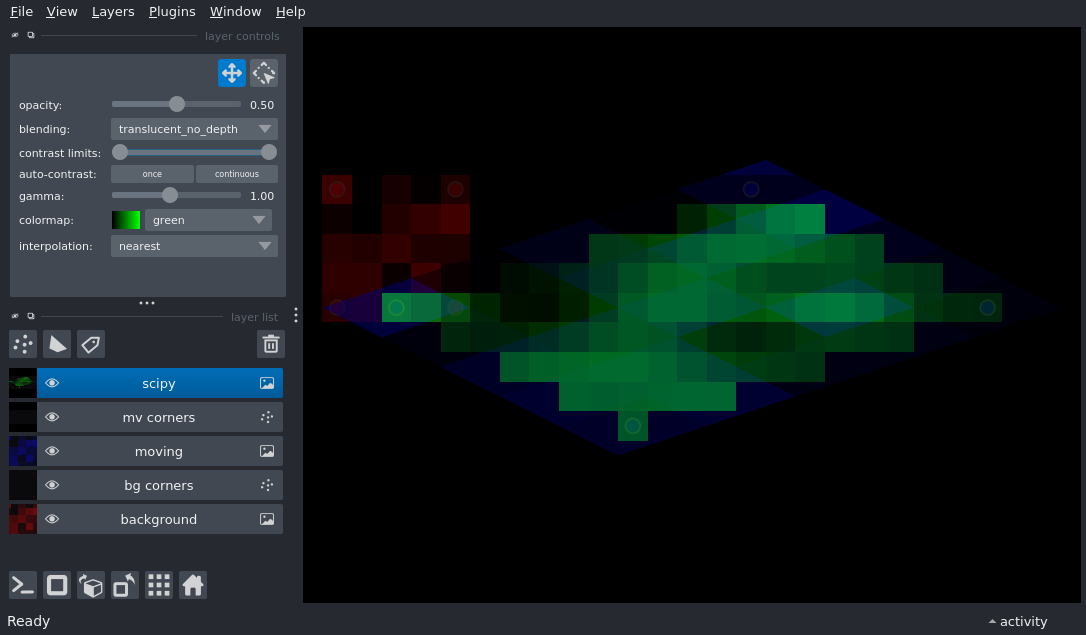 File View Layers Plugins Window Help
layer controls
opacity: 0.50
blending: translucent_no_depth
contrast limits:
auto-contrast: once continuous
gamma: 1.00
colormap: green
interpolation: nearest
layer list
scipy
mv corners
moving
bg corners
background
Ready
activity